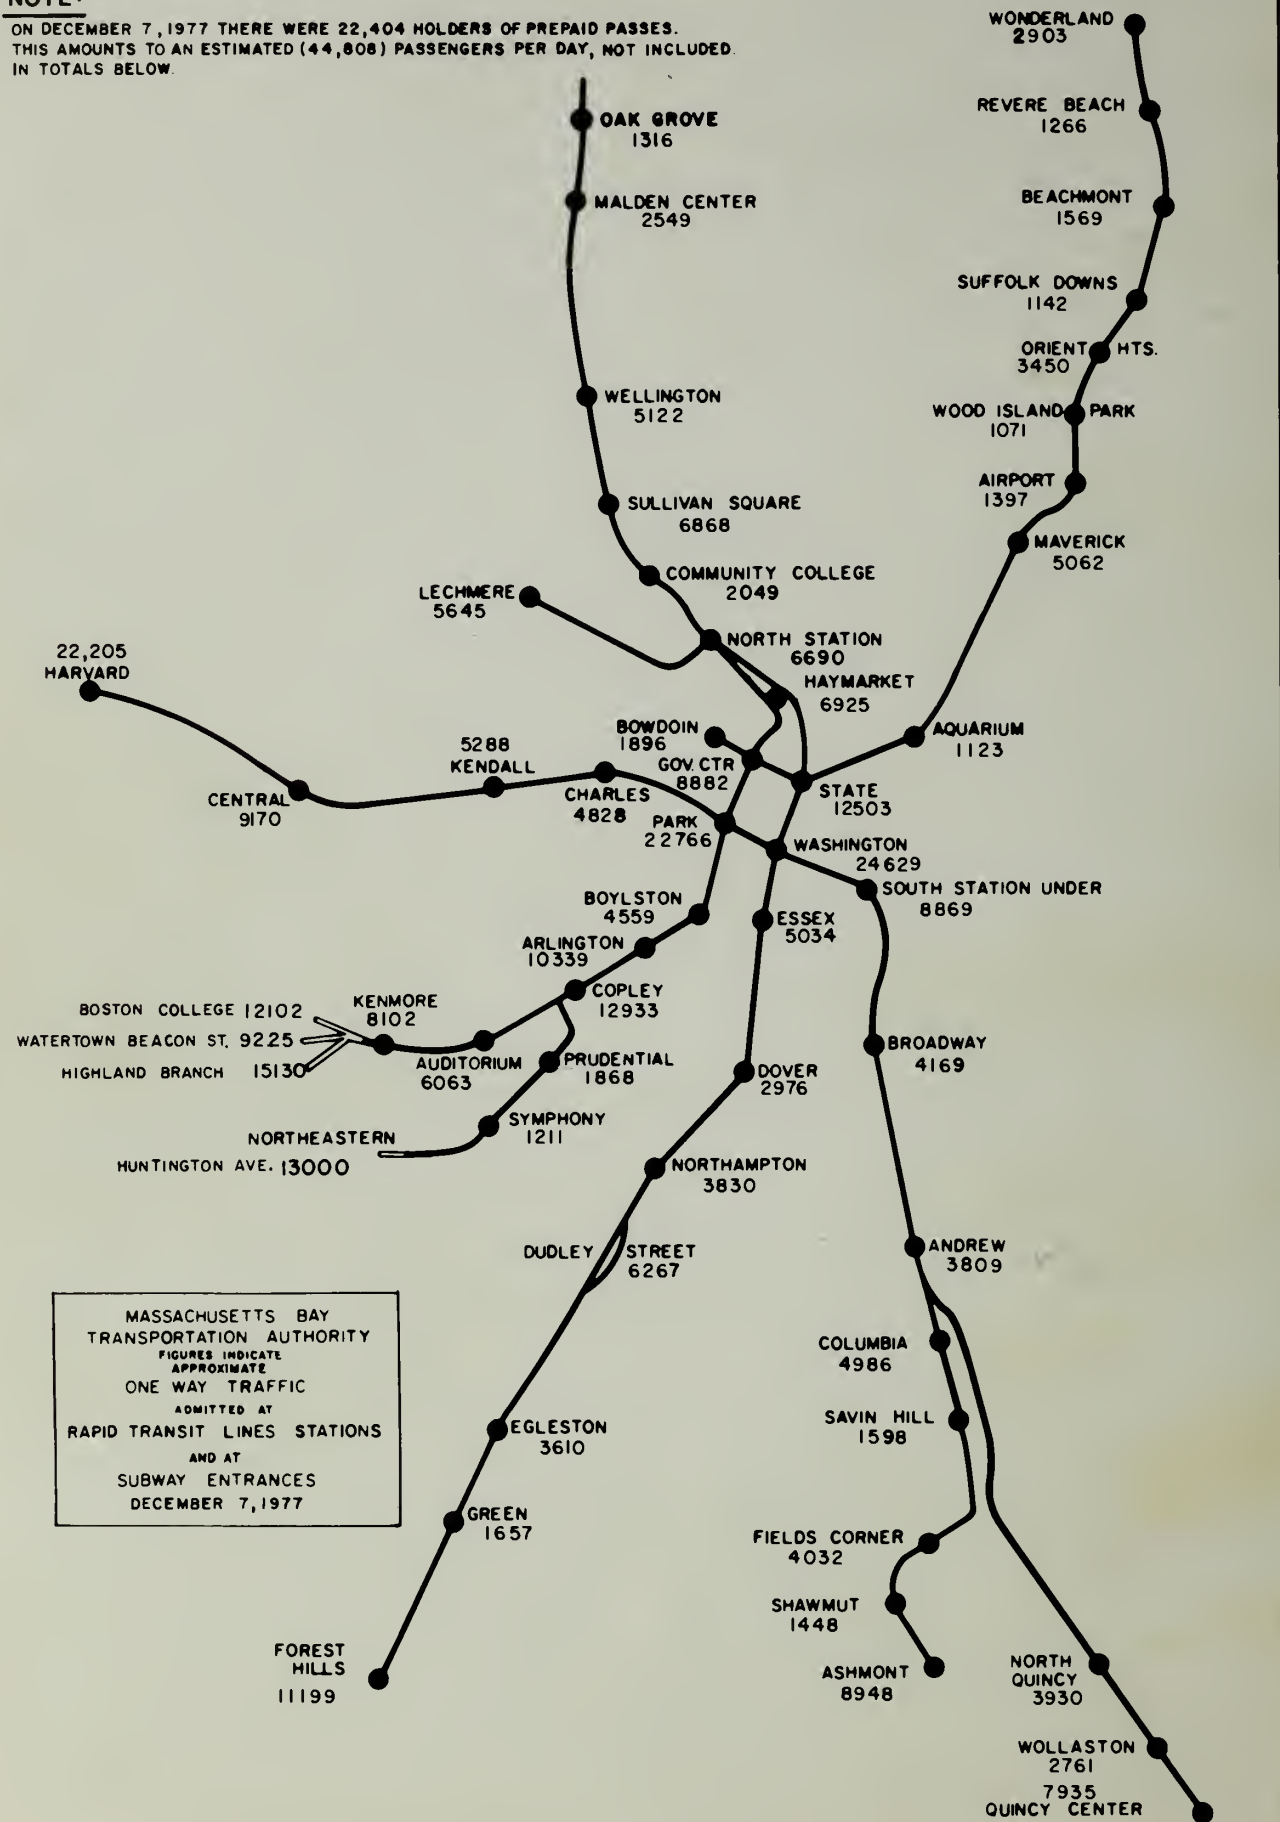 NOTE:
ON DECEMBER 7, 1977 THERE WERE 22,404 HOLDERS OF PREPAID PASSES.
THIS AMOUNTS TO AN ESTIMATED (44,808) PASSENGERS PER DAY, NOT INCLUDED
IN TOTALS BELOW.
WONDERLAND
2903
REVERE BEACH
1266
BEACHMONT
1569
SUFFOLK DOWNS
1142
ORIENT HTS.
3450
WOOD ISLAND PARK
1071
AIRPORT
1397
MAVERICK
5062
AQUARIUM
1123
OAK GROVE
1316
MALDEN CENTER
2549
WELLINGTON
5122
SULLIVAN SQUARE
6868
COMMUNITY COLLEGE
2049
LECHMERE
5645
NORTH STATION
6690
HAYMARKET
6925
BOWDOIN
1896
GOV. CTR
8882
STATE
12503
22,205
HARVARD
CENTRAL
9170
5288
KENDALL
CHARLES
4828
PARK
22766
WASHINGTON
24629
SOUTH STATION UNDER
8869
BOYLSTON
4559
ESSEX
5034
ARLINGTON
10339
COPLEY
12933
BOSTON COLLEGE 12102
WATERTOWN BEACON ST. 9225
HIGHLAND BRANCH 15130
KENMORE
8102
AUDITORIUM
6063
PRUDENTIAL
1868
SYMPHONY
1211
NORTHEASTERN
HUNTINGTON AVE. 13000
DOVER
2976
BROADWAY
4169
NORTHAMPTON
3830
DUDLEY STREET
6267
ANDREW
3809
COLUMBIA
4986
SAVIN HILL
1598
EGLESTON
3610
GREEN
1657
FOREST
HILLS
11199
FIELDS CORNER
4032
SHAWMUT
1448
ASHMONT
8948
NORTH
QUINCY
3930
WOLLASTON
2761
7935
QUINCY CENTER
MASSACHUSETTS BAY
TRANSPORTATION AUTHORITY
FIGURES INDICATE
APPROXIMATE
ONE WAY TRAFFIC
ADMITTED AT
RAPID TRANSIT LINES STATIONS
AND AT
SUBWAY ENTRANCES
DECEMBER 7, 1977